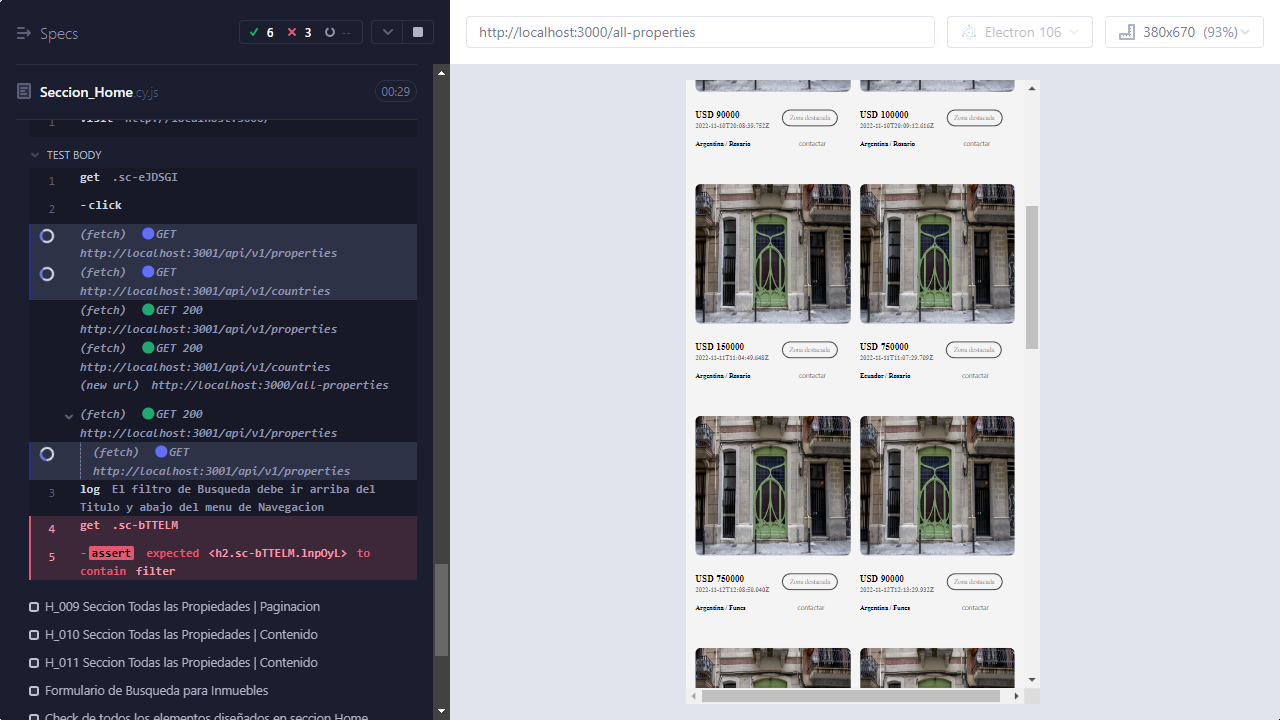 Specs
6
3
--
Seccion_Home.cy.js
00:29
1 visit http://localhost:3000/
TEST BODY
1 get .sc-eJDSGI
2 -click
(fetch) GET
http://localhost:3001/api/v1/properties
(fetch) GET
http://localhost:3001/api/v1/countries
(fetch) GET 200
http://localhost:3001/api/v1/properties
(fetch) GET 200
http://localhost:3001/api/v1/countries
(new url) http://localhost:3000/all-properties
(fetch) GET 200
http://localhost:3001/api/v1/properties
(fetch) GET
http://localhost:3001/api/v1/properties
3 log El filtro de Busqueda debe ir arriba del
Titulo y abajo del menu de Navegacion
4 get .sc-bTTELM
5 -assert expected <h2.sc-bTTELM.lnpOyL> to
contain filter
H_009 Seccion Todas las Propiedades | Paginacion
H_010 Seccion Todas las Propiedades | Contenido
H_011 Seccion Todas las Propiedades | Contenido
Formulario de Busqueda para Inmuebles
Check de todos los elementos diseñados en seccion Home
http://localhost:3000/all-properties
Electron 106
380x670 (93%)
USD 90000 Zona destacada
2022-11-10T20:08:39.752Z
Argentina / Rosario contactar
USD 100000 Zona destacada
2022-11-10T20:09:12.616Z
Argentina / Rosario contactar
USD 150000 Zona destacada
2022-11-11T11:04:49.648Z
Argentina / Rosario contactar
USD 750000 Zona destacada
2022-11-11T11:07:29.709Z
Ecuador / Rosario contactar
USD 750000 Zona destacada
2022-11-12T12:08:50.040Z
Argentina / Funes contactar
USD 90000 Zona destacada
2022-11-12T12:13:29.932Z
Argentina / Funes contactar